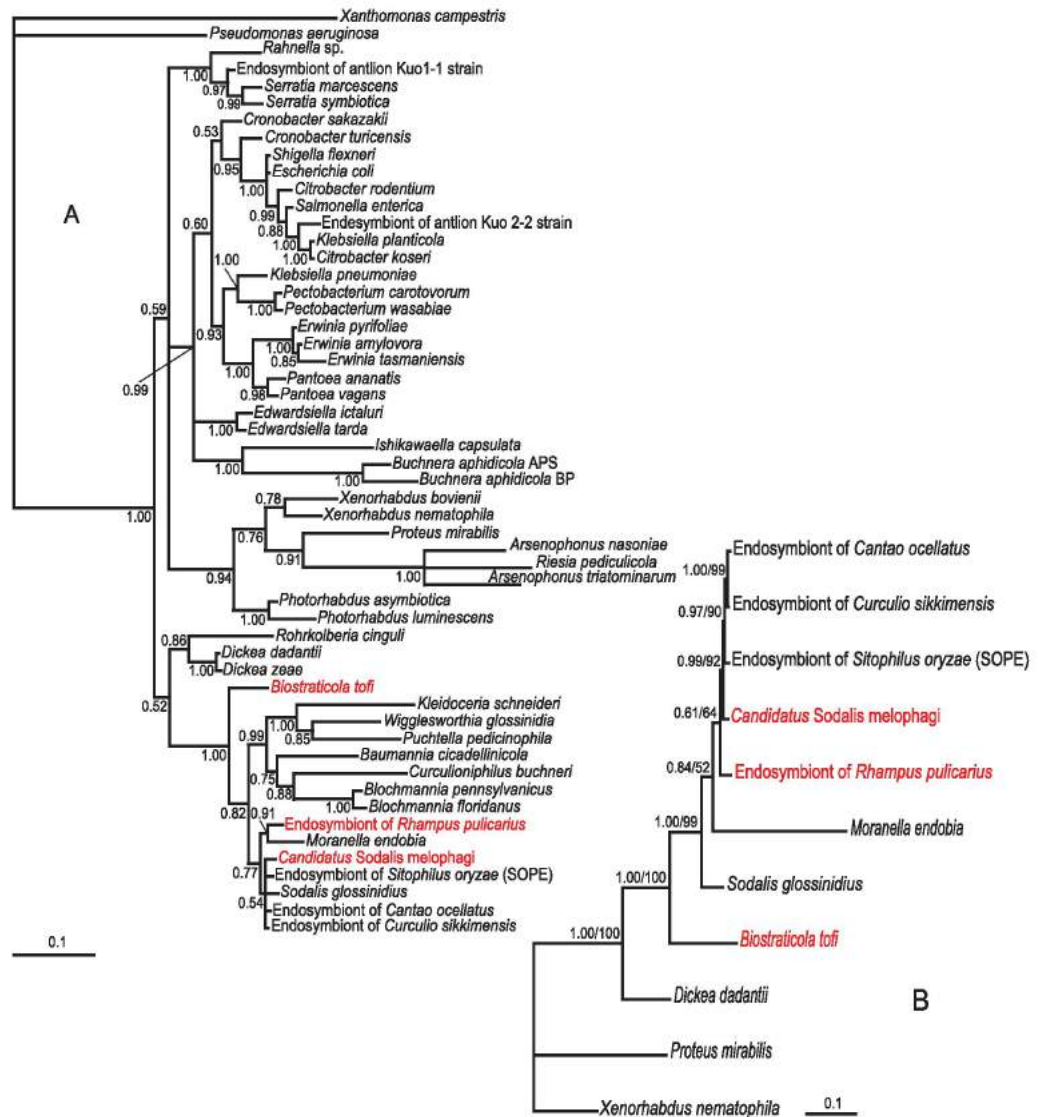 Xanthomonas campestris
Pseudomonas aeruginosa
Rahnella sp.
1.00
Endosymbiont of antlion Kuo1-1 strain
0.97
Serratia marcescens
0.99
Serratia symbiotica
Cronobacter sakazakii
0.53
Cronobacter turicensis
0.95
Shigella flexneri
Escherichia coli
1.00
Citrobacter rodentium
0.99
Salmonella enterica
A
0.88
Endesymbiont of antlion Kuo 2-2 strain
0.60
1.00
Klebsiella planticola
1.00
Citrobacter koseri
1.00
Klebsiella pneumoniae
Pectobacterium carotovorum
1.00
Pectobacterium wasabiae
0.59
0.93
Erwinia pyrifoliae
1.00
Erwinia amylovora
0.85
Erwinia tasmaniensis
1.00
Pantoea ananatis
0.98
Pantoea vagans
0.99
Edwardsiella ictaluri
1.00
Edwardsiella tarda
Ishikawaella capsulata
1.00
Buchnera aphidicola APS
1.00
Buchnera aphidicola BP
0.78
Xenorhabdus bovienii
1.00
Xenorhabdus nematophila
0.76
Proteus mirabilis
0.91
Arsenophonus nasoniae
Riesia pediculicola
1.00
Arsenophonus triatominarum
0.94
Photorhabdus asymbiotica
1.00
Photorhabdus luminescens
0.86
Rohrkolberia cinguli
Dickea dadantii
1.00
Dickea zeae
0.52
Biostraticola tofi
1.00
Kleidoceria schneideri
0.99
1.00
Wigglesworthia glossinidia
0.85
Puchtella pedicinophila
Baumannia cicadellinicola
0.75
Curculioniphilus buchneri
0.88
Blochmannia pennsylvanicus
1.00
Blochmannia floridanus
0.82
0.91
Endosymbiont of Rhampus pulicarius
Moranella endobia
Candidatus Sodalis melophagi
0.77
Endosymbiont of Sitophilus oryzae (SOPE)
Sodalis glossinidius
0.54
Endosymbiont of Cantao ocellatus
Endosymbiont of Curculio sikkimensis
0.1
Endosymbiont of Cantao ocellatus
1.00/99
Endosymbiont of Curculio sikkimensis
0.97/90
Endosymbiont of Sitophilus oryzae (SOPE)
0.99/92
Candidatus Sodalis melophagi
0.61/64
Endosymbiont of Rhampus pulicarius
0.84/52
Moranella endobia
1.00/99
Sodalis glossinidius
1.00/100
Biostraticola tofi
1.00/100
Dickea dadantii
B
Proteus mirabilis
Xenorhabdus nematophila
0.1